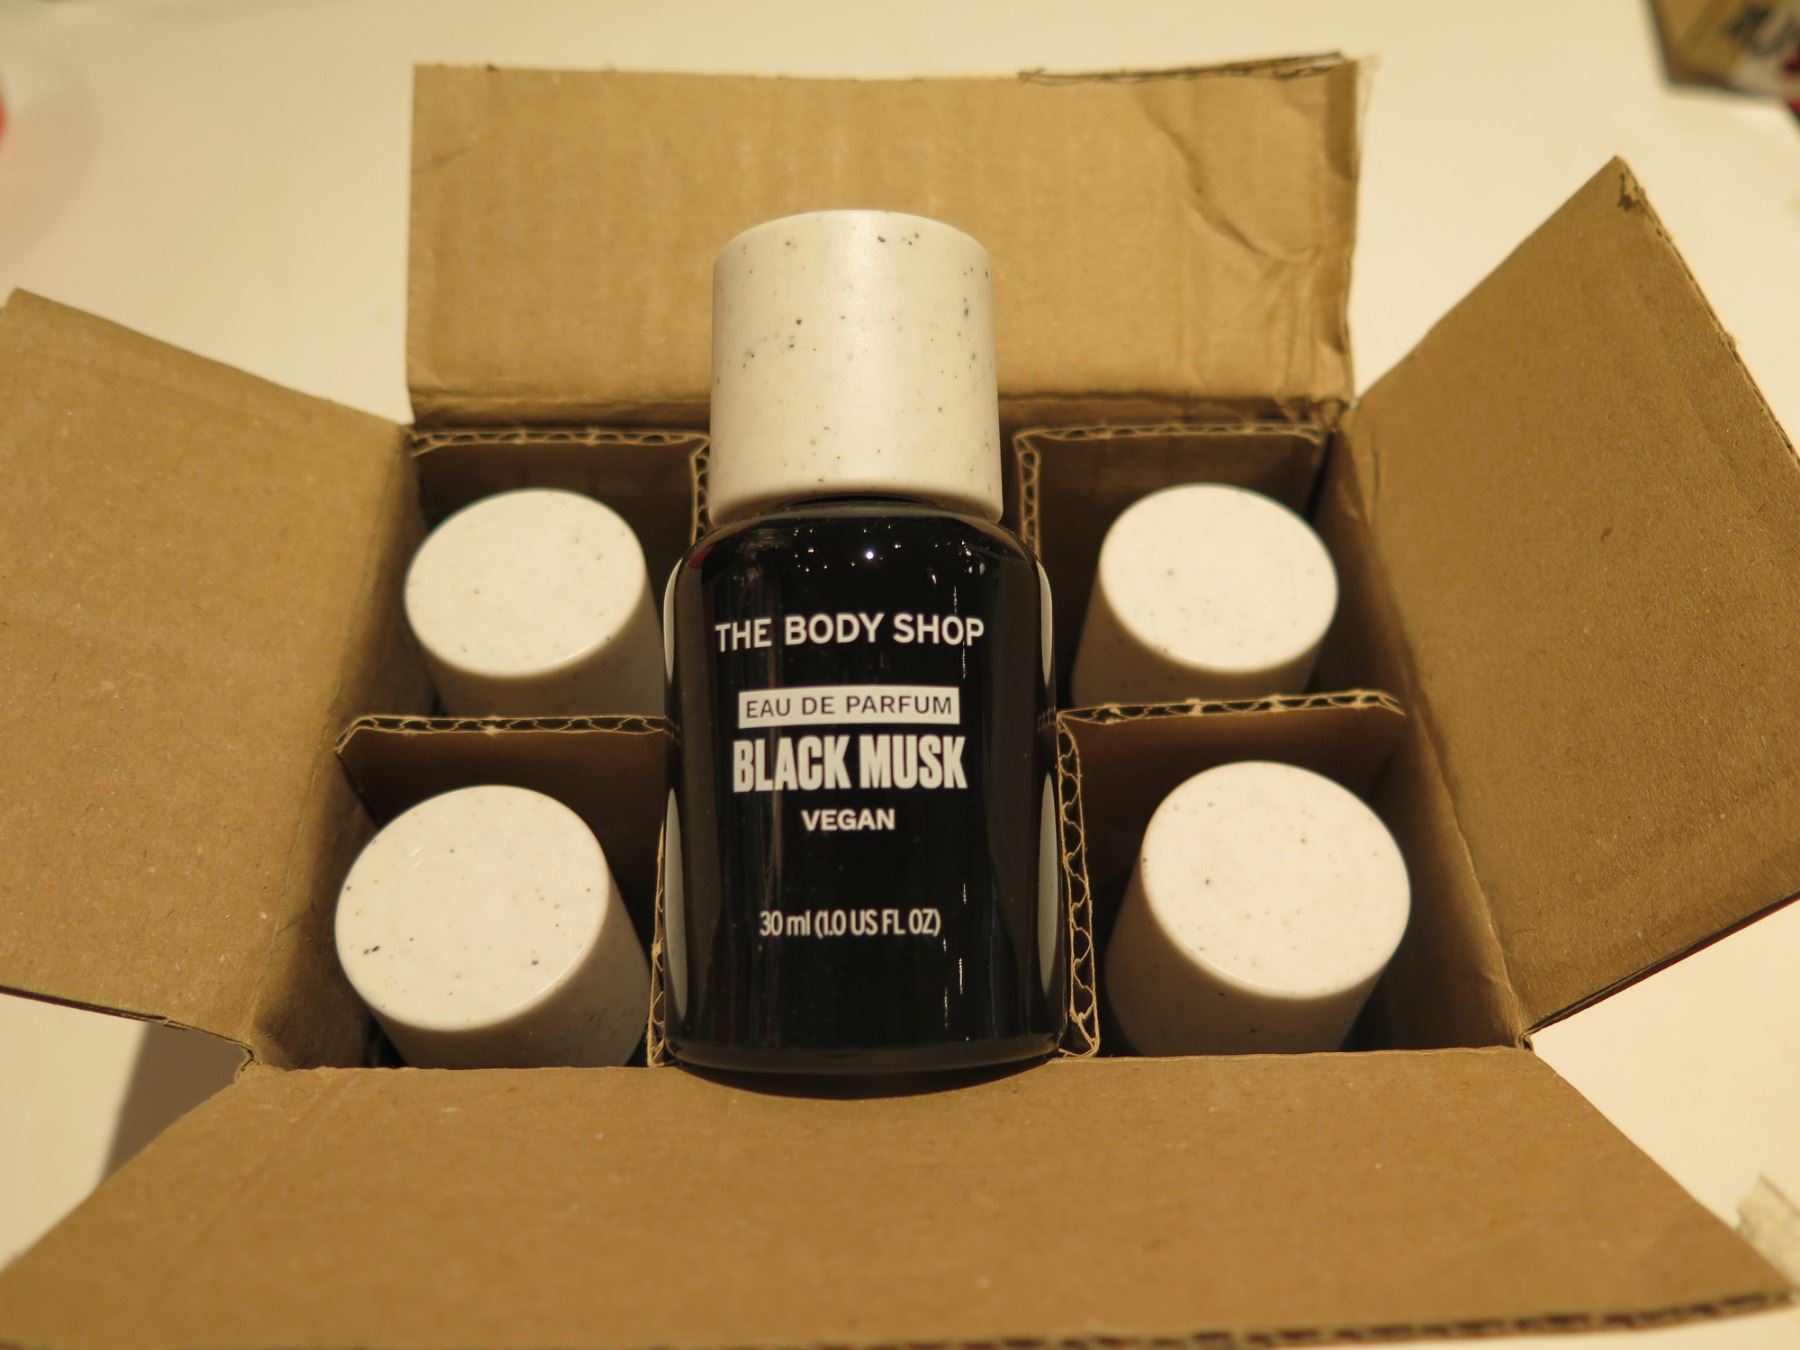 THE BODY SHOP
EAU DE PARFUM
BLACK MUSK
VEGAN
30 ml (1.0 US FL OZ)